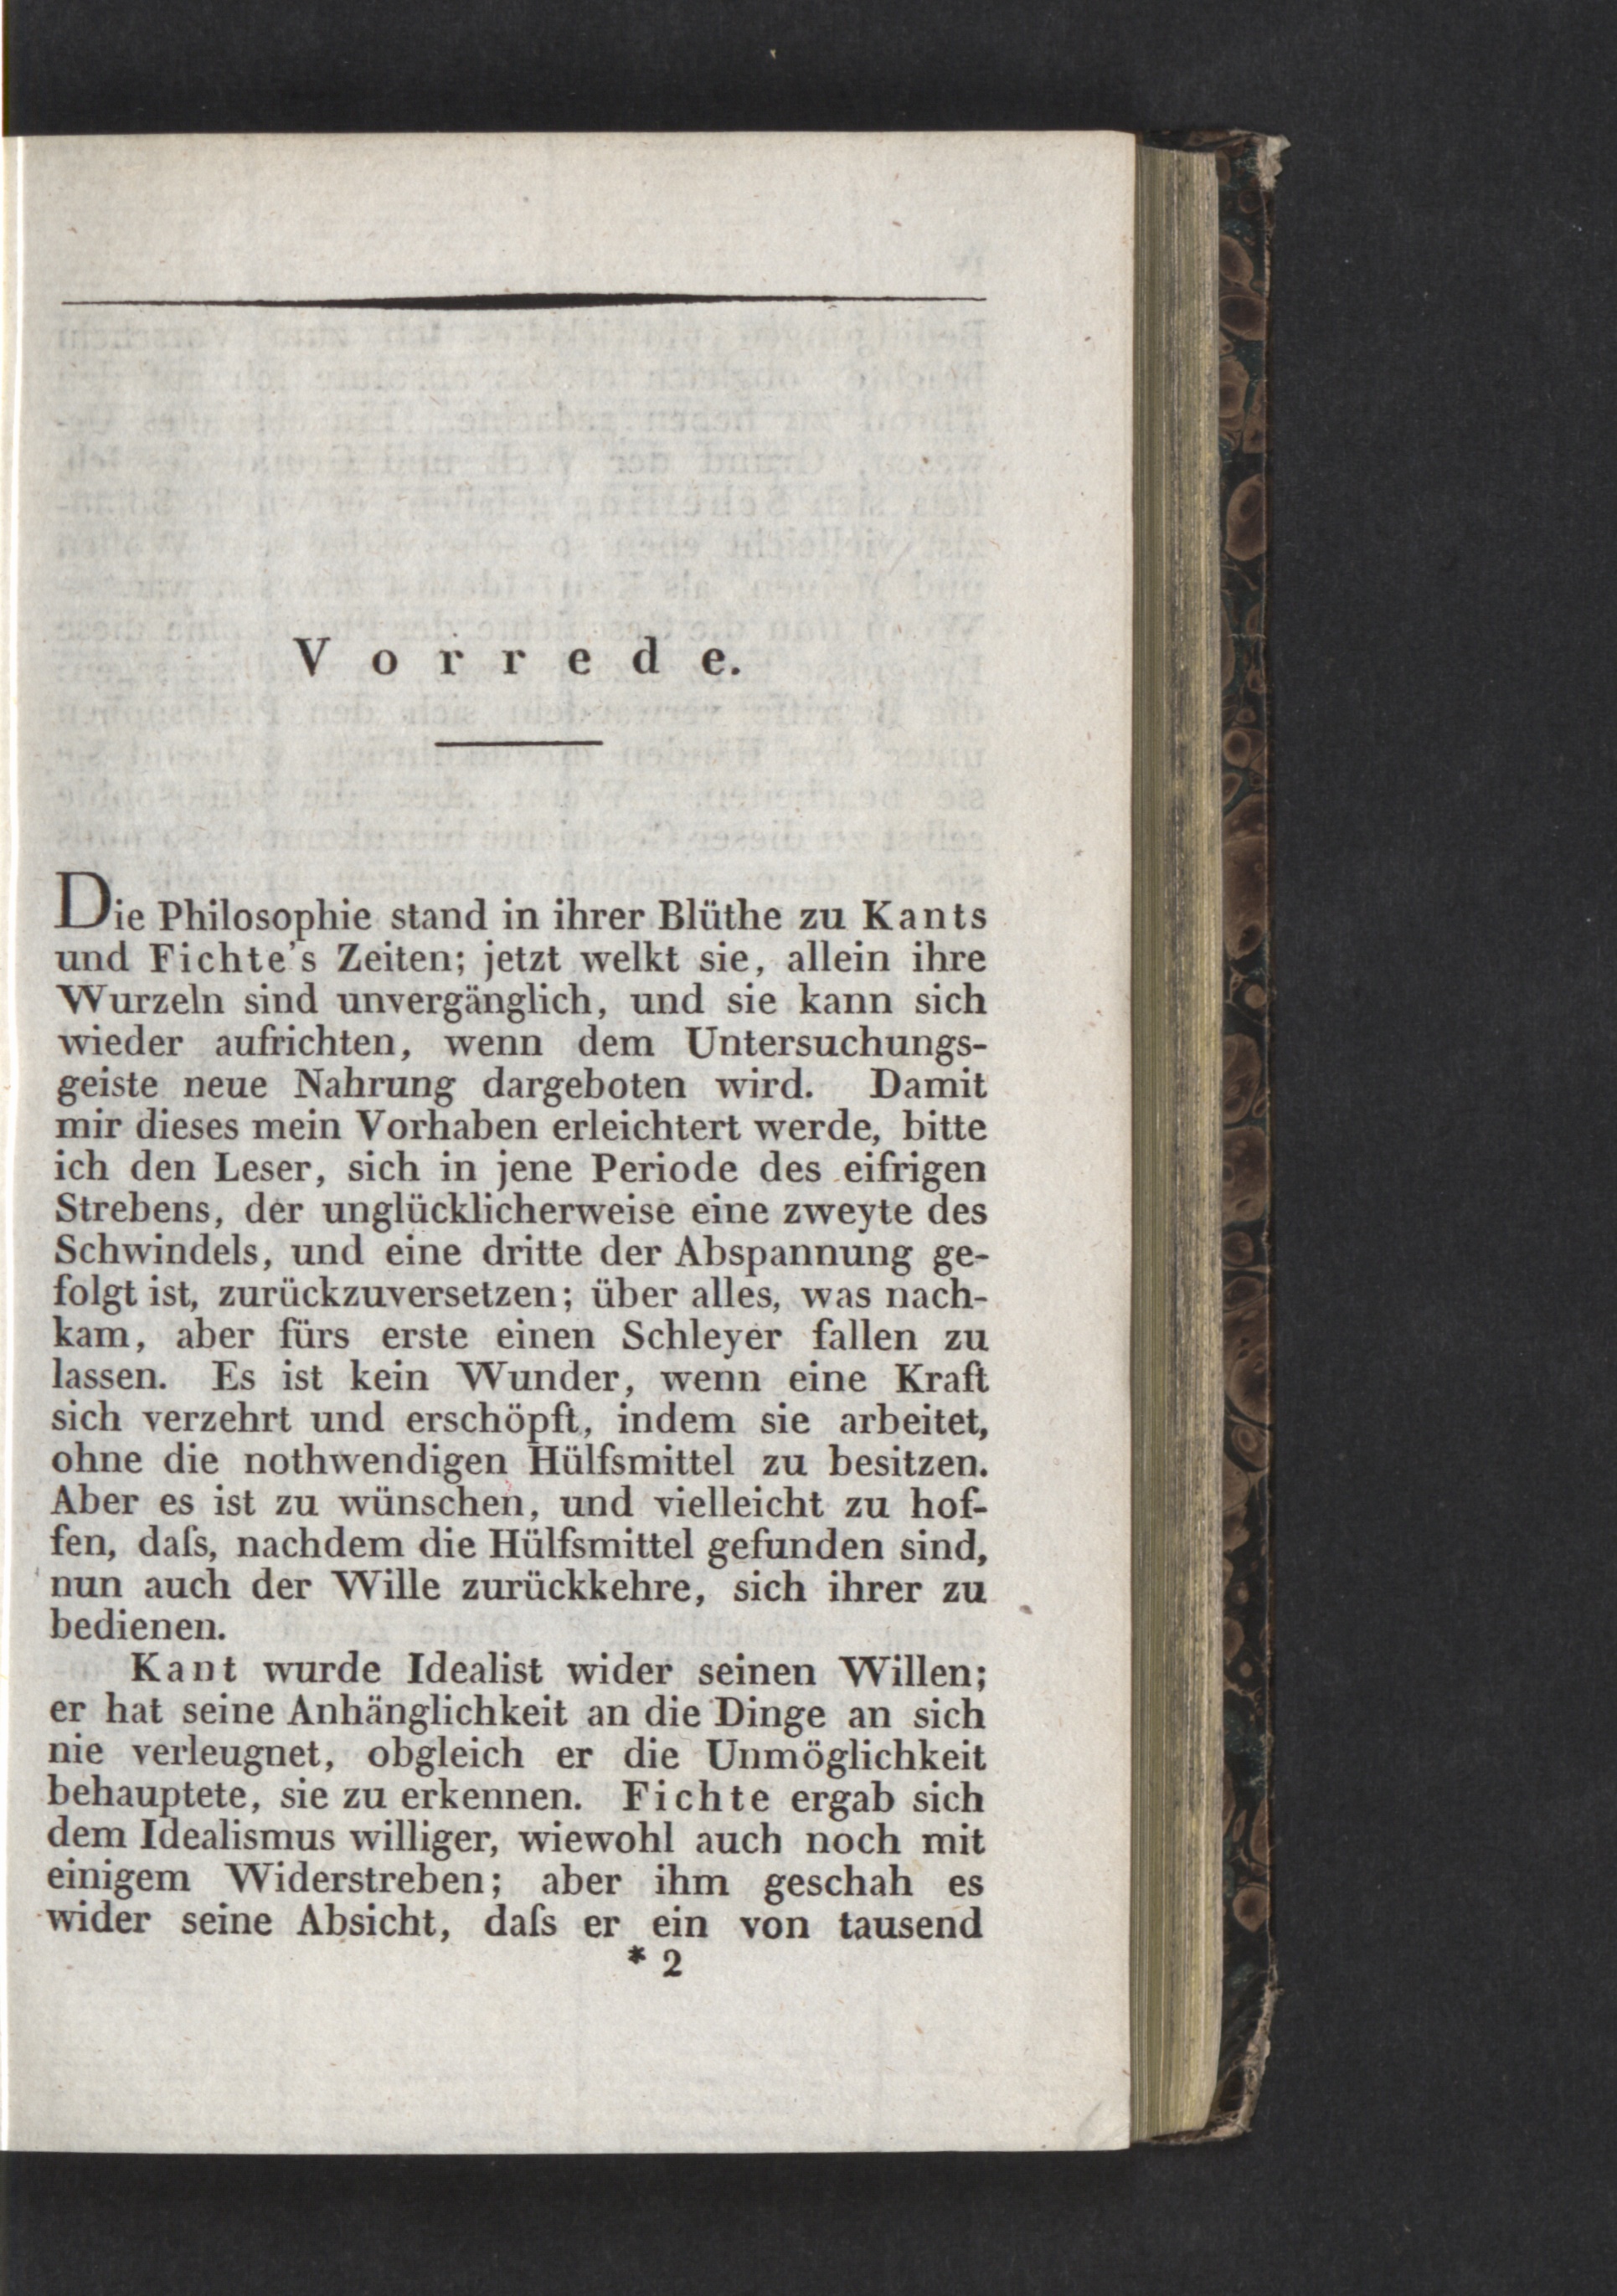 Vorrede.
Die Philosophie stand in ihrer Blüthe zu Kants
und Fichte's Zeiten; jetzt welkt sie, allein ihre
Wurzeln sind unvergänglich, und sie kann sich
wieder aufrichten, wenn dem Untersuchungs-
geiste neue Nahrung dargeboten wird. Damit
mir dieses mein Vorhaben erleichtert werde, bitte
ich den Leser, sich in jene Periode des eifrigen
Strebens, der unglücklicherweise eine zweyte des
Schwindels, und eine dritte der Abspannung ge-
folgt ist, zurückzuversetzen; über alles, was nach-
kam, aber fürs erste einen Schleyer fallen zu
lassen. Es ist kein Wunder, wenn eine Kraft
sich verzehrt und erschöpft, indem sie arbeitet,
ohne die nothwendigen Hülfsmittel zu besitzen.
Aber es ist zu wünschen, und vielleicht zu hof-
fen, daſs, nachdem die Hülfsmittel gefunden sind,
nun auch der Wille zurückkehre, sich ihrer zu
bedienen.
Kant wurde Idealist wider seinen Willen;
er hat seine Anhänglichkeit an die Dinge an sich
nie verleugnet, obgleich er die Unmöglichkeit
behauptete, sie zu erkennen. Fichte ergab sich
dem Idealismus williger, wiewohl auch noch mit
einigem Widerstreben; aber ihm geschah es
wider seine Absicht, daſs er ein von tausend
* 2